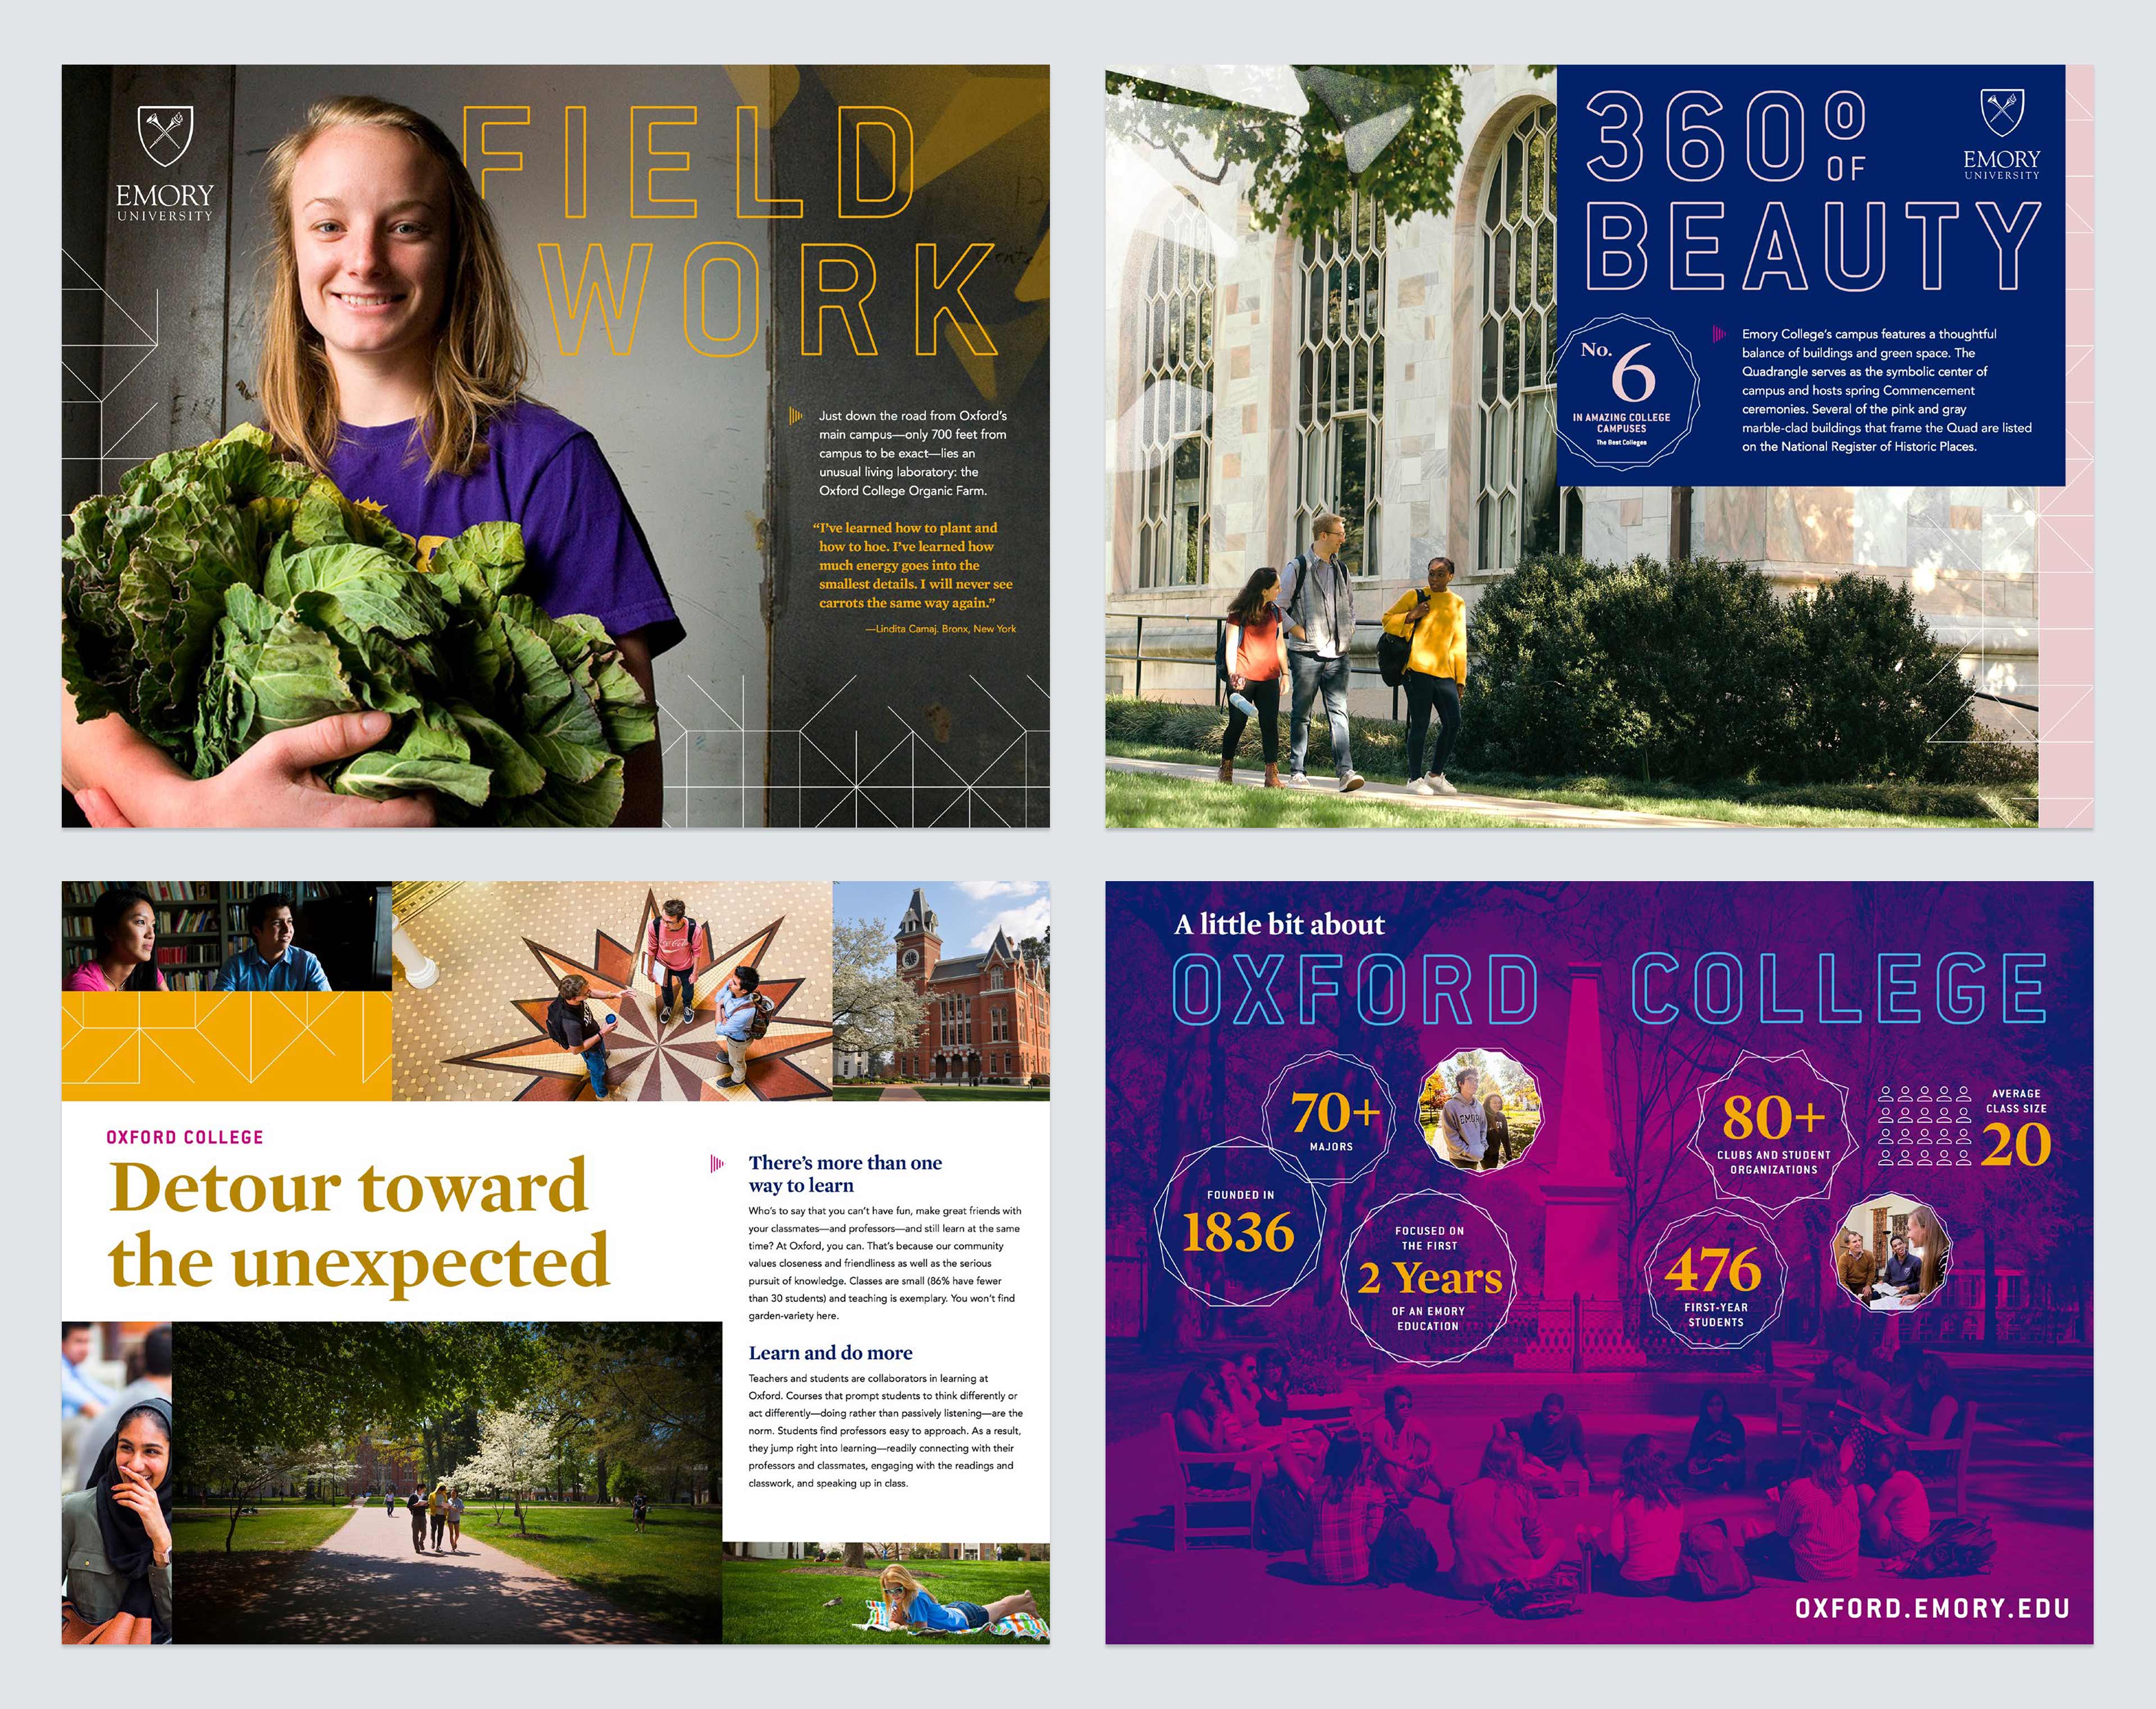 EMORY
UNIVERSITY
FIELD
WORK
Just down the road from Oxford's
main campus—only 700 feet from
campus to be exact—lies an
unusual living laboratory: the
Oxford College Organic Farm.
“I've learned how to plant and
how to hoe. I've learned how
much energy goes into the
smallest details. I will never see
carrots the same way again.”
—Lindita Camaj, Bronx, New York
360º
OF
BEAUTY
EMORY
UNIVERSITY
No. 6
IN AMAZING COLLEGE
CAMPUSES
The Best Colleges
Emory College's campus features a thoughtful
balance of buildings and green space. The
Quadrangle serves as the symbolic center of
campus and hosts spring Commencement
ceremonies. Several of the pink and gray
marble-clad buildings that frame the Quad are listed
on the National Register of Historic Places.
OXFORD COLLEGE
Detour toward
the unexpected
There's more than one
way to learn
Who's to say that you can't have fun, make great friends with
your classmates—and professors—and still learn at the same
time? At Oxford, you can. That's because our community
values closeness and friendliness as well as the serious
pursuit of knowledge. Classes are small (86% have fewer
than 30 students) and teaching is exemplary. You won't find
garden-variety here.
Learn and do more
Teachers and students are collaborators in learning at
Oxford. Courses that prompt students to think differently or
act differently—doing rather than passively listening—are the
norm. Students find professors easy to approach. As a result,
they jump right into learning—readily connecting with their
professors and classmates, engaging with the readings and
classwork, and speaking up in class.
A little bit about
OXFORD COLLEGE
70+
MAJORS
FOUNDED IN
1836
FOCUSED ON
THE FIRST
2 Years
OF AN EMORY
EDUCATION
80+
CLUBS AND STUDENT
ORGANIZATIONS
AVERAGE
CLASS SIZE
20
476
FIRST-YEAR
STUDENTS
OXFORD.EMORY.EDU